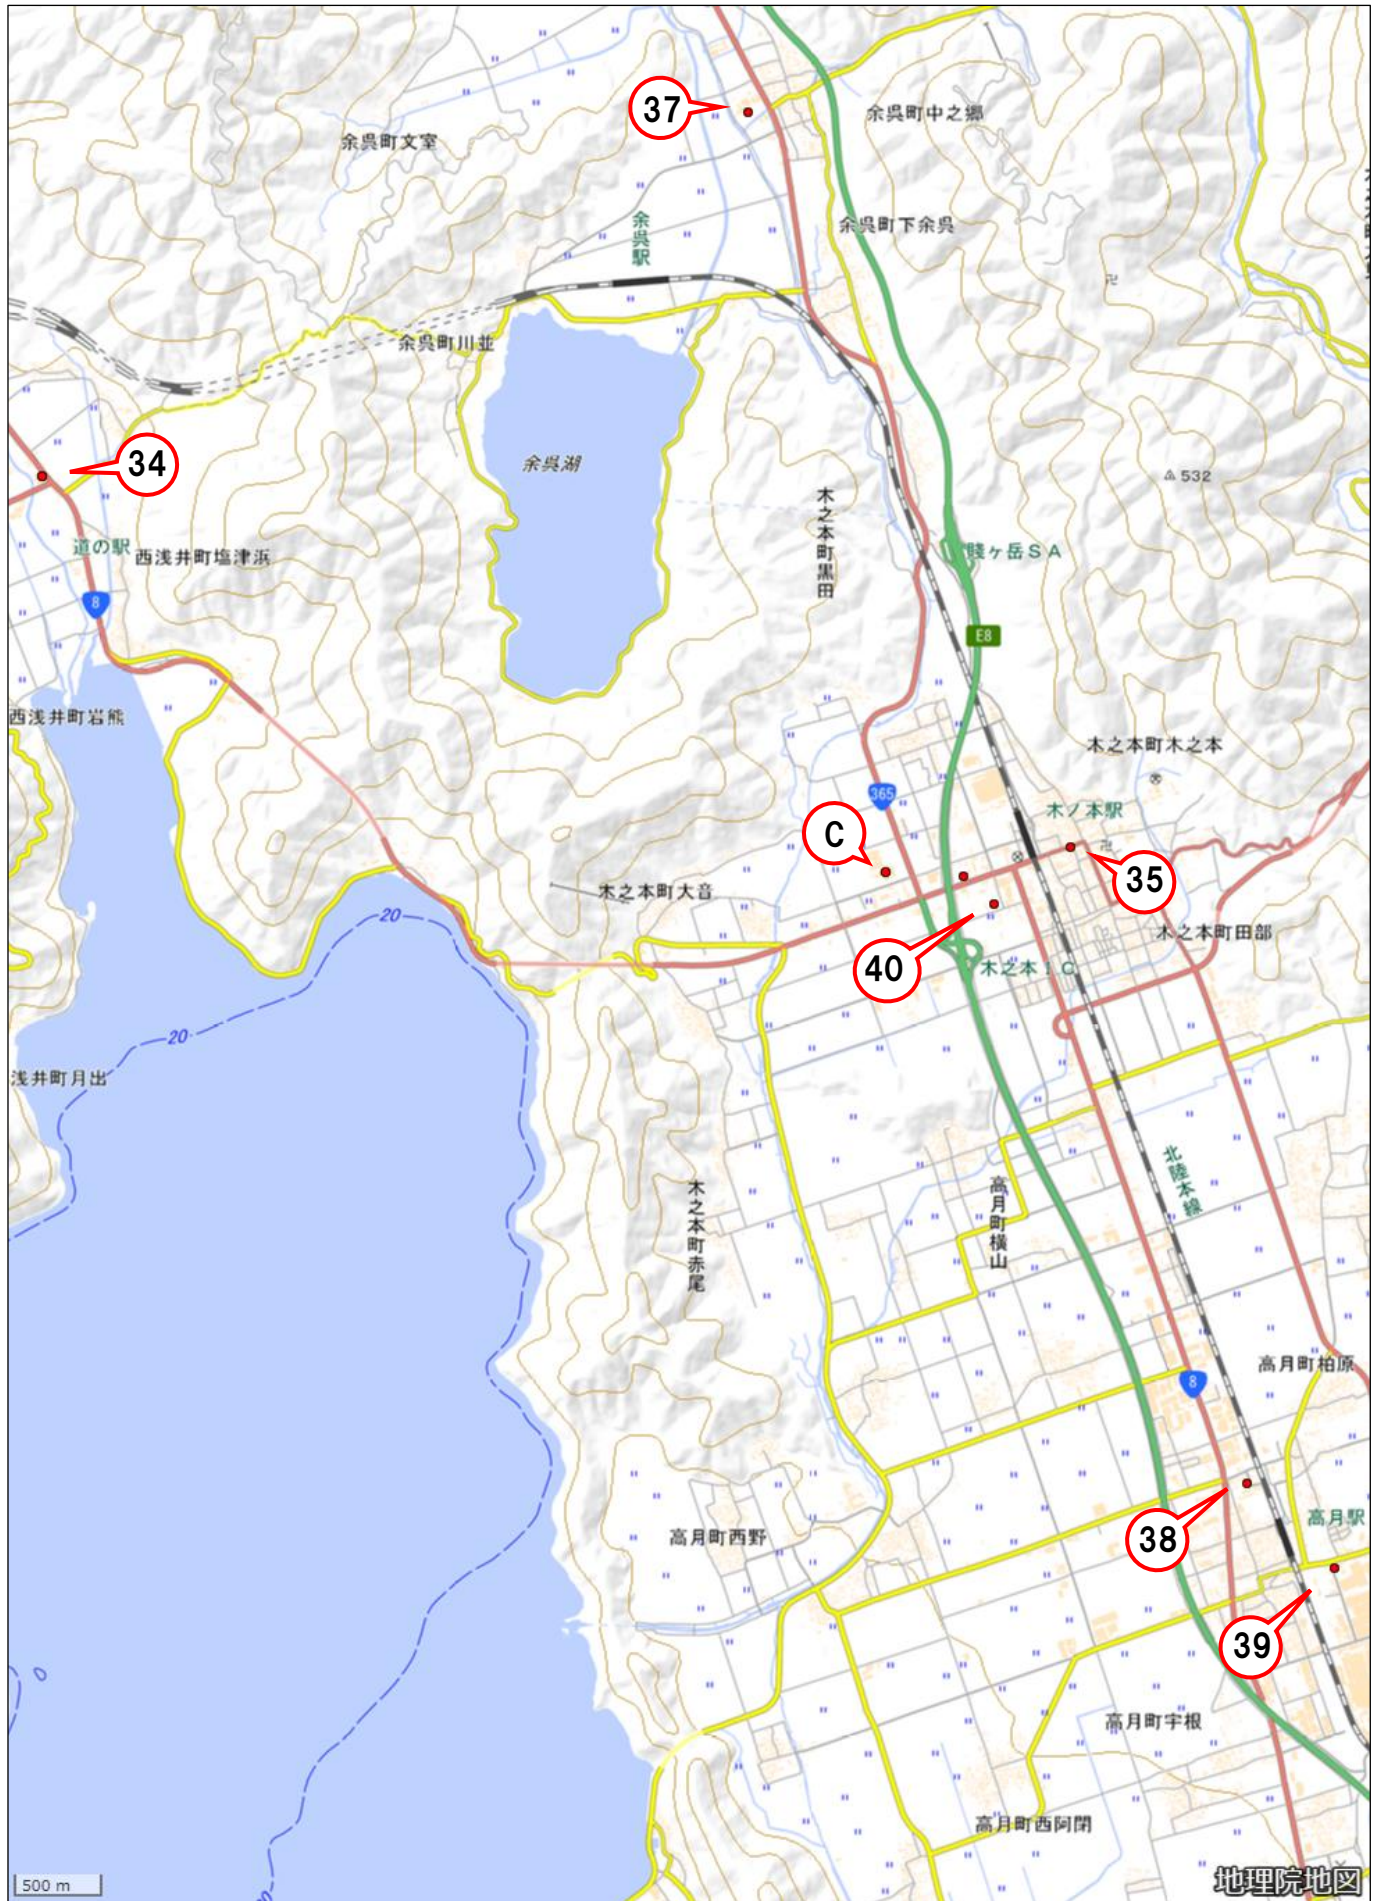 37
余呉町中之郷
余呉町文室
余呉駅
余呉町下余呉
余呉町川並
34
余呉湖
532
木之本町黒田
道の駅
西浅井町塩津浜
賤ヶ岳SA
8
E8
西浅井町岩熊
木之本町木之本
365
木ノ本駅
C
35
木之本町大音
20
木之本町田部
40
木之本IC
20
浅井町月出
北陸本線
高月町横山
木之本町赤尾
高月町柏原
8
高月駅
高月町西野
38
39
高月町宇根
高月町西阿閉
500 m
地理院地図